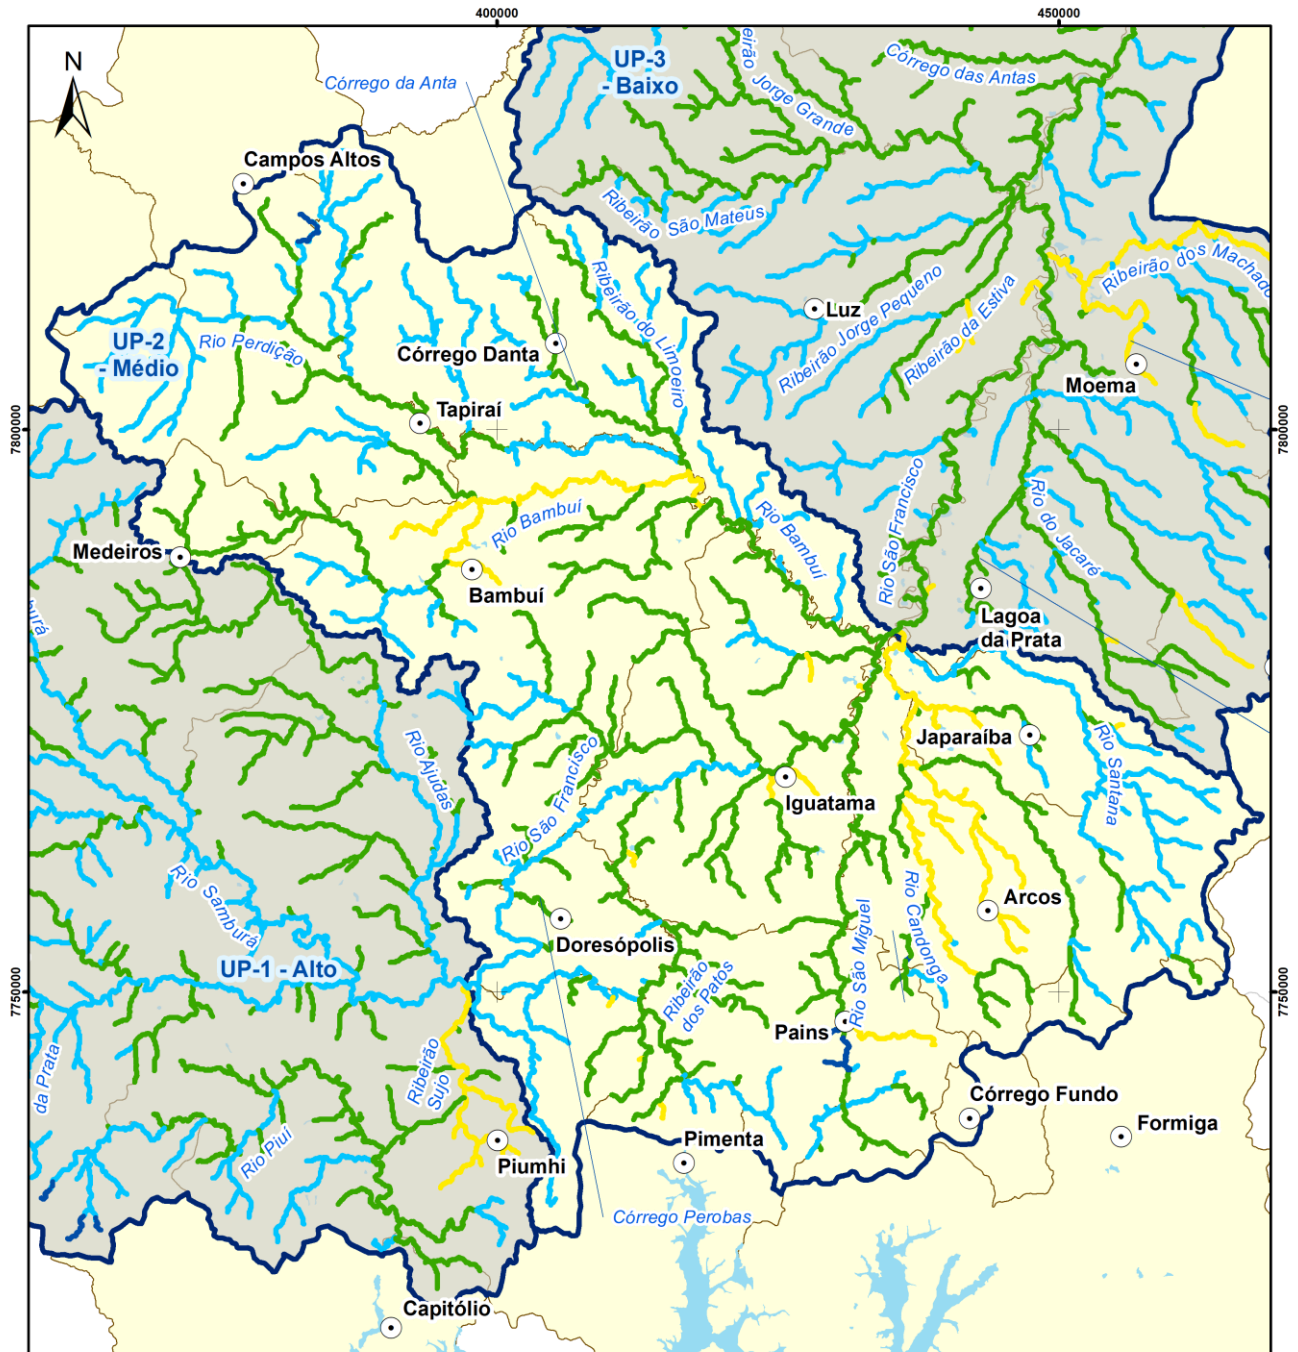 400000
450000
N
UP-3
- Baixo
Córrego da Anta
Jorge Grande
Córrego das Antas
Campos Altos
Ribeirão São Mateus
Ribeirão dos Machado
Ribeirão do Limoeiro
Luz
Ribeirão Jorge Pequeno
Ribeirão da Estiva
UP-2
- Médio
Rio Perdição
Córrego Danta
Moema
Tapiraí
7800000
7800000
Rio Bambuí
Rio Bambuí
Rio São Francisco
Rio do Jacaré
Medeiros
Bambuí
Lagoa
da Prata
Rio Ajudas
Rio São Francisco
Japaraíba
Rio Santana
Iguatama
Rio Samburá
Rio Candonga
Arcos
Rio São Miguel
Doresópolis
UP-1 - Alto
Ribeirão
dos Patos
7750000
7750000
Pains
da Prata
Ribeirão
Sujo
Córrego Fundo
Formiga
Rio Piuí
Piumhi
Pimenta
Córrego Perobas
Capitólio